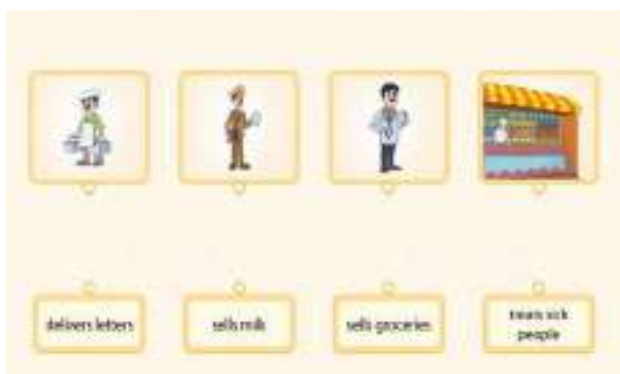 delivers letters
sells milk
sells groceries
treats sick
people